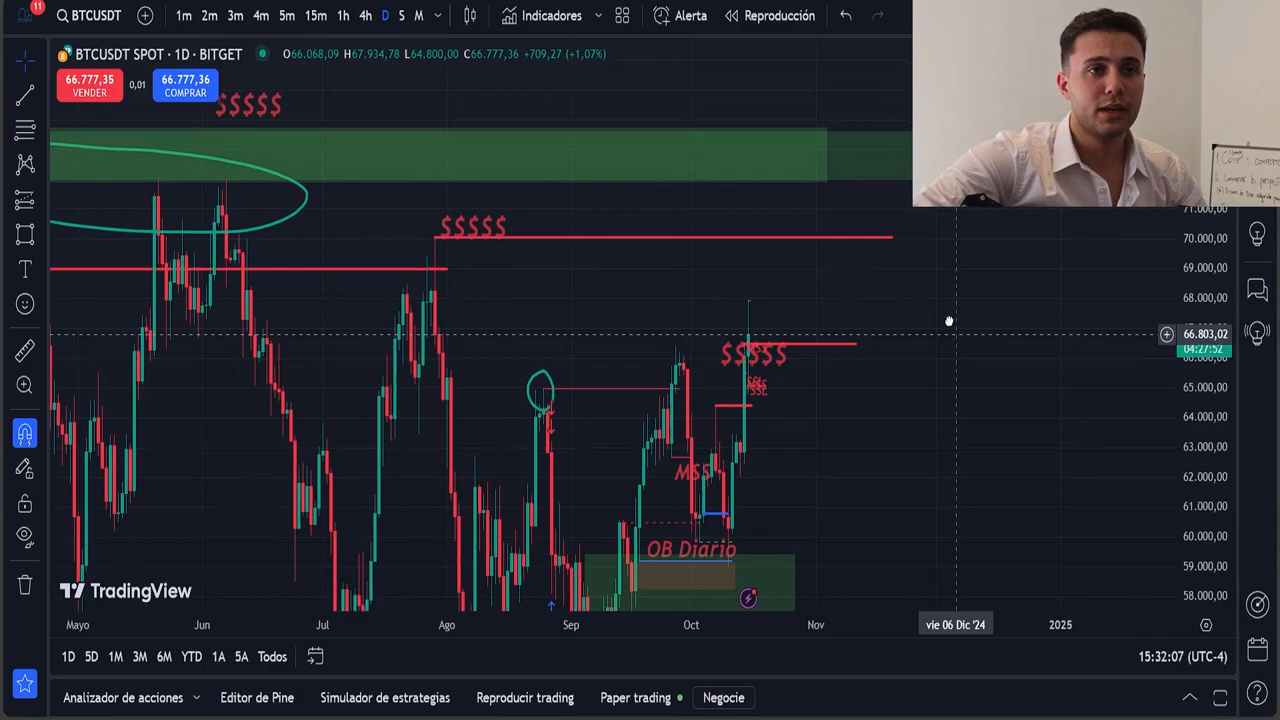 11
BTCUSDT
1m 2m 3m 4m 5m 15m 1h 4h D S M
Indicadores
Alerta
Reproducción
BTCUSDT SPOT · 1D · BITGET
O66.068,09 H67.934,78 L64.800,00 C66.777,36 +709,27 (+1,07%)
66.777,35
VENDER
0,01
66.777,36
COMPRAR
$$$$$
$$$$$
$$$$$
SSL
MSS
OB Diario
71.000,00
70.000,00
69.000,00
68.000,00
66.803,02
04:27:52
66.000,00
65.000,00
64.000,00
63.000,00
62.000,00
61.000,00
60.000,00
59.000,00
58.000,00
TradingView
Mayo Jun Jul Ago Sep Oct Nov vie 06 Dic '24 2025
1D 5D 1M 3M 6M YTD 1A 5A Todos
15:32:07 (UTC-4)
Analizador de acciones
Editor de Pine
Simulador de estrategias
Reproducir trading
Paper trading
Negocie